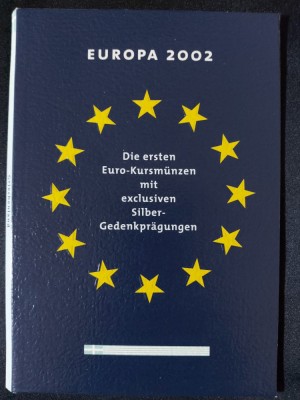 EUROPA 2002
Die ersten
Euro-Kursmünzen
mit
exclusiven
Silber-
Gedenkprägungen